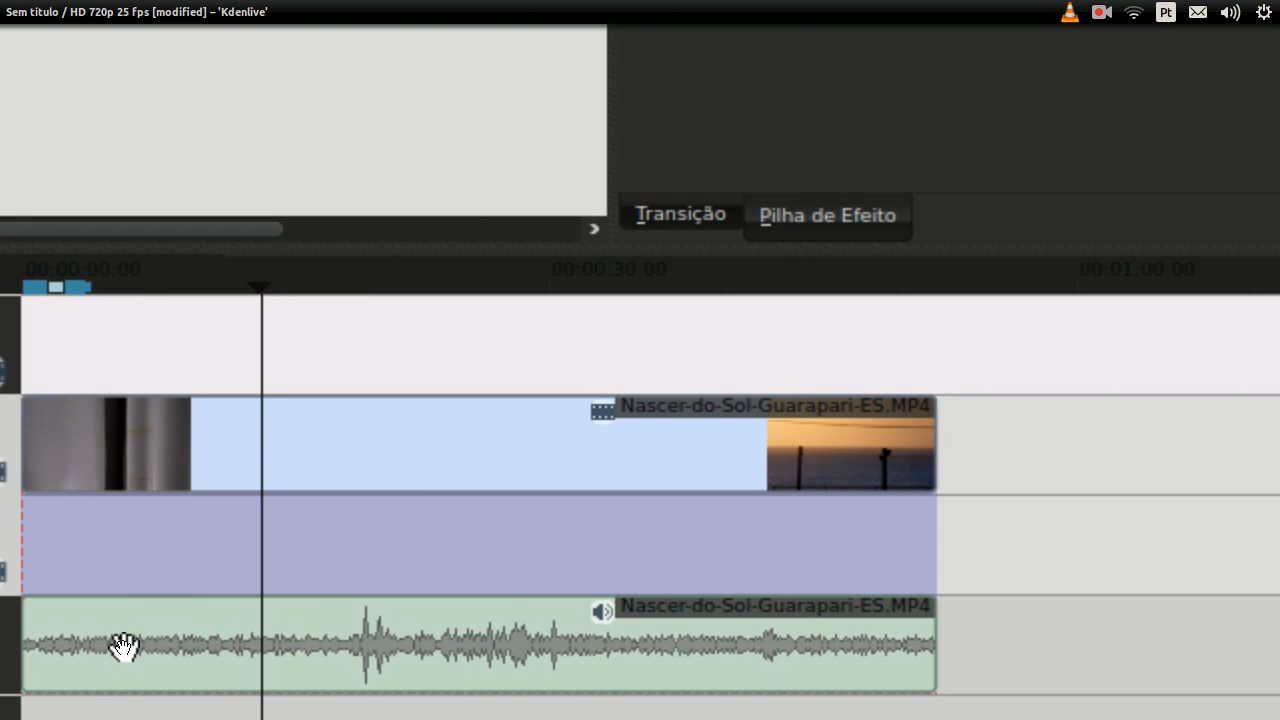 Sem titulo / HD 720p 25 fps [modified] – 'Kdenlive'
Pt
Transição
Pilha de Efeito
00:00:00.00
00:00:30.00
00:01:00.00
Nascer-do-Sol-Guarapari-ES.MP4
Nascer-do-Sol-Guarapari-ES.MP4